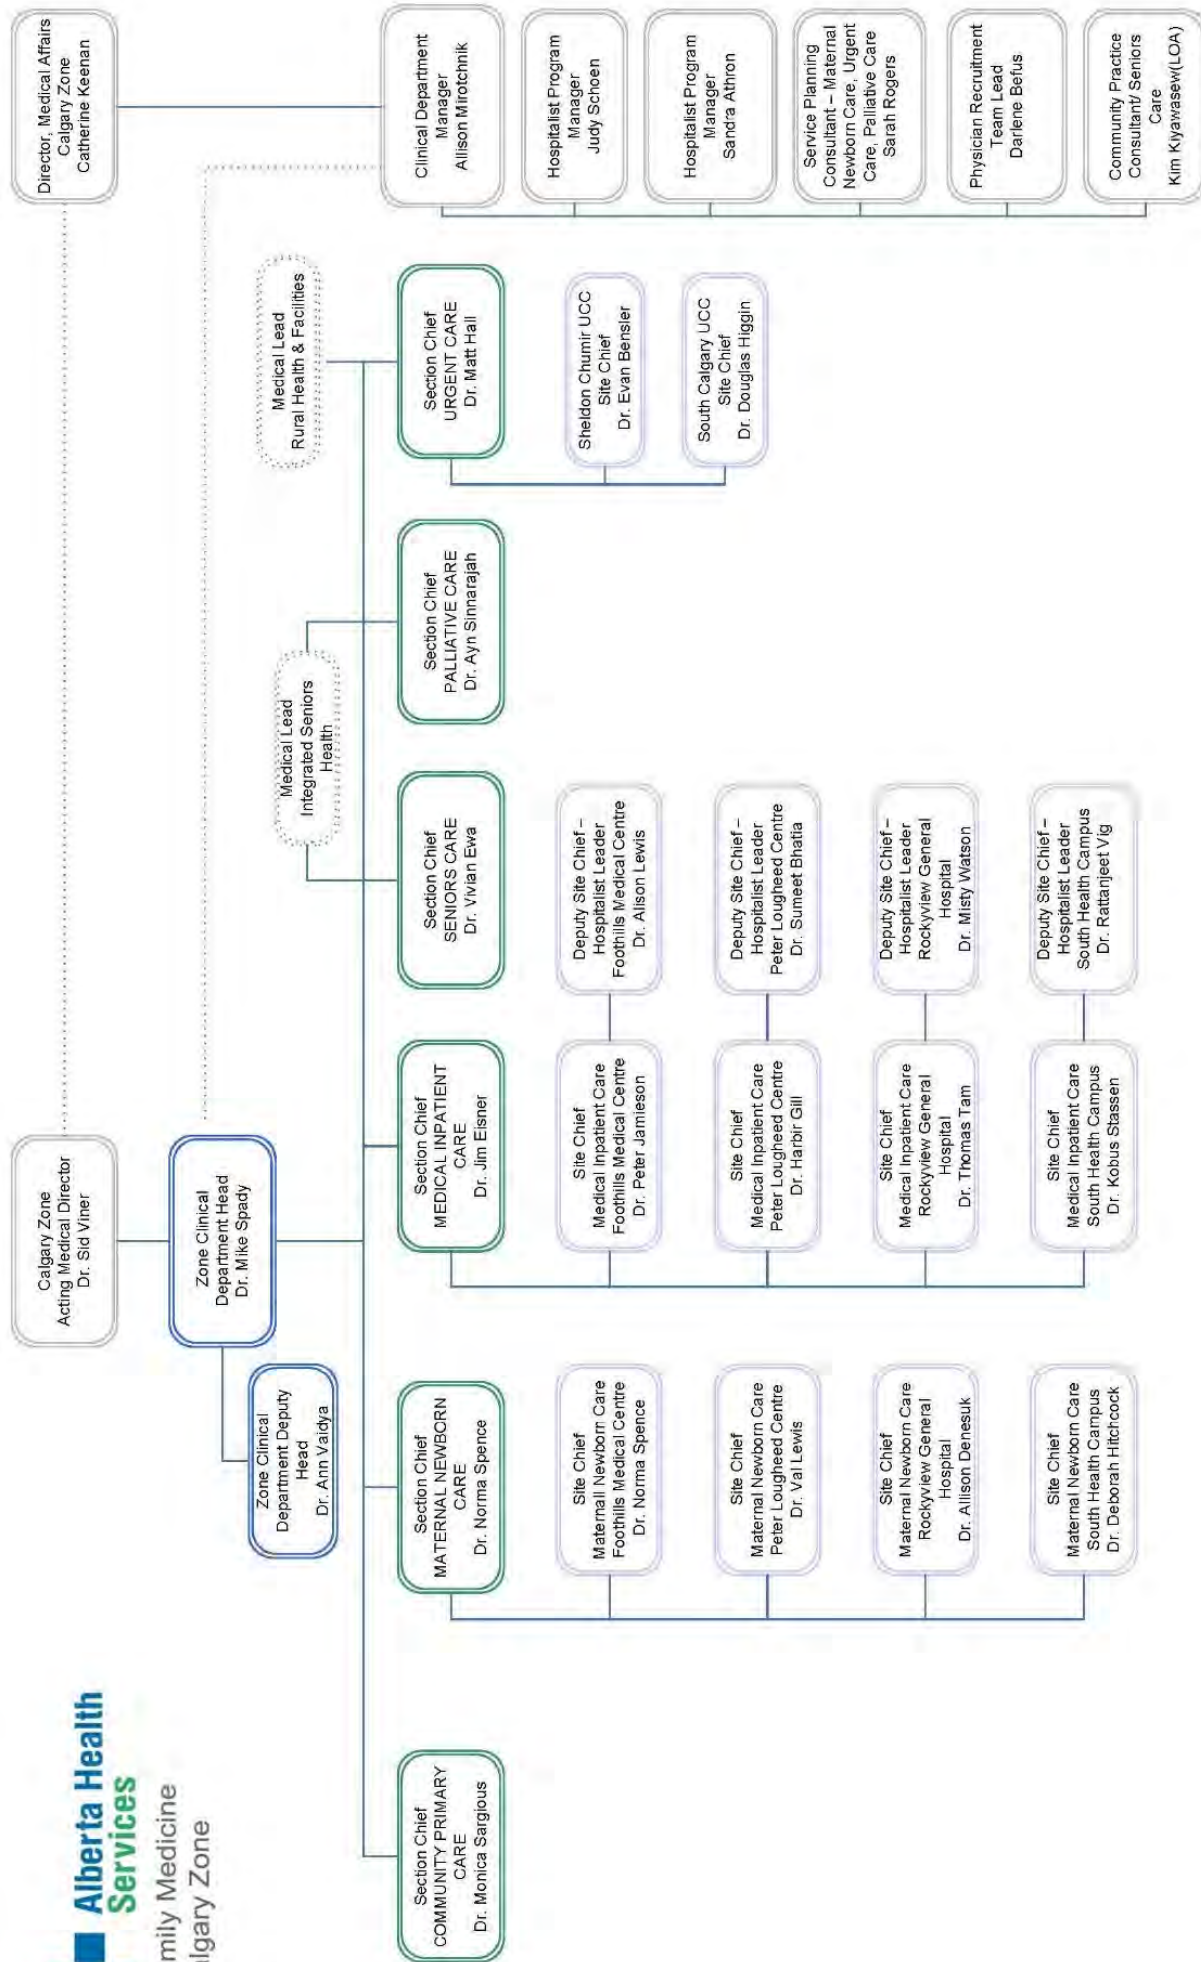 Alberta Health
Services
mily Medicine
lgary Zone
Calgary Zone
Acting Medical Director
Dr. Sid Viner
Director, Medical Affairs
Calgary Zone
Catherine Keenan
Zone Clinical
Department Head
Dr. Mike Spady
Zone Clinical
Department Deputy
Head
Dr. Ann Vaidya
Medical Lead
Integrated Seniors
Health
Medical Lead
Rural Health & Facilities
Section Chief
COMMUNITY PRIMARY
CARE
Dr. Monica Sargious
Section Chief
MATERNAL NEWBORN
CARE
Dr. Norma Spence
Site Chief
Maternall Newborn Care
Foothills Medical Centre
Dr. Norma Spence
Site Chief
Maternal Newborn Care
Peter Lougheed Centre
Dr. Val Lewis
Site Chief
Maternal Newborn Care
Rockyview General
Hospital
Dr. Allison Denesuk
Site Chief
Maternal Newborn Care
South Health Campus
Dr. Deborah Hitchcock
Section Chief
MEDICAL INPATIENT
CARE
Dr. Jim Eisner
Site Chief
Medical Inpatient Care
Foothills Medical Centre
Dr. Peter Jamieson
Deputy Site Chief –
Hospitalist Leader
Foothills Medical Centre
Dr. Alison Lewis
Site Chief
Medical Inpatient Care
Peter Lougheed Centre
Dr. Harbir Gill
Deputy Site Chief –
Hospitalist Leader
Peter Lougheed Centre
Dr. Sumeet Bhatia
Site Chief
Medical Inpatient Care
Rockyview General
Hospital
Dr. Thomas Tam
Deputy Site Chief –
Hospitalist Leader
Rockyview General
Hospital
Dr. Misty Watson
Site Chief
Medical Inpatient Care
South Health Campus
Dr. Kobus Stassen
Deputy Site Chief –
Hospitalist Leader
South Health Campus
Dr. Rattanjeet Vig
Section Chief
SENIORS CARE
Dr. Vivian Ewa
Section Chief
PALLIATIVE CARE
Dr. Ayn Sinnarajah
Section Chief
URGENT CARE
Dr. Matt Hall
Sheldon Chumir UCC
Site Chief
Dr. Evan Bensler
South Calgary UCC
Site Chief
Dr. Douglas Higgin
Clinical Department
Manager
Allison Mirotchnik
Hospitalist Program
Manager
Judy Schoen
Hospitalist Program
Manager
Sandra Athron
Service Planning
Consultant – Maternal
Newborn Care, Urgent
Care, Palliative Care
Sarah Rogers
Physician Recruitment
Team Lead
Darlene Befus
Community Practice
Consultant/ Seniors
Care
Kim Kiyawasew(LOA)